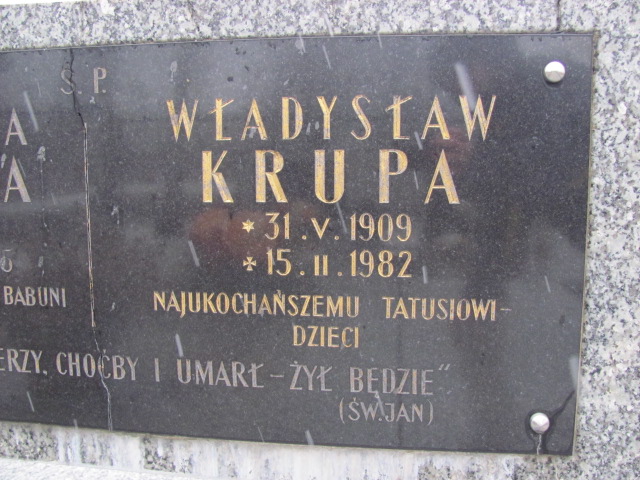 Ś. P.
WŁADYSŁAW
KRUPA
* 31. V. 1909
✢ 15. II. 1982
BABUNI
NAJUKOCHAŃSZEMU TATUSIOWI-
DZIECI
ERZY, CHOĆBY I UMARŁ - ŻYŁ BĘDZIE"
(ŚW. JAN)